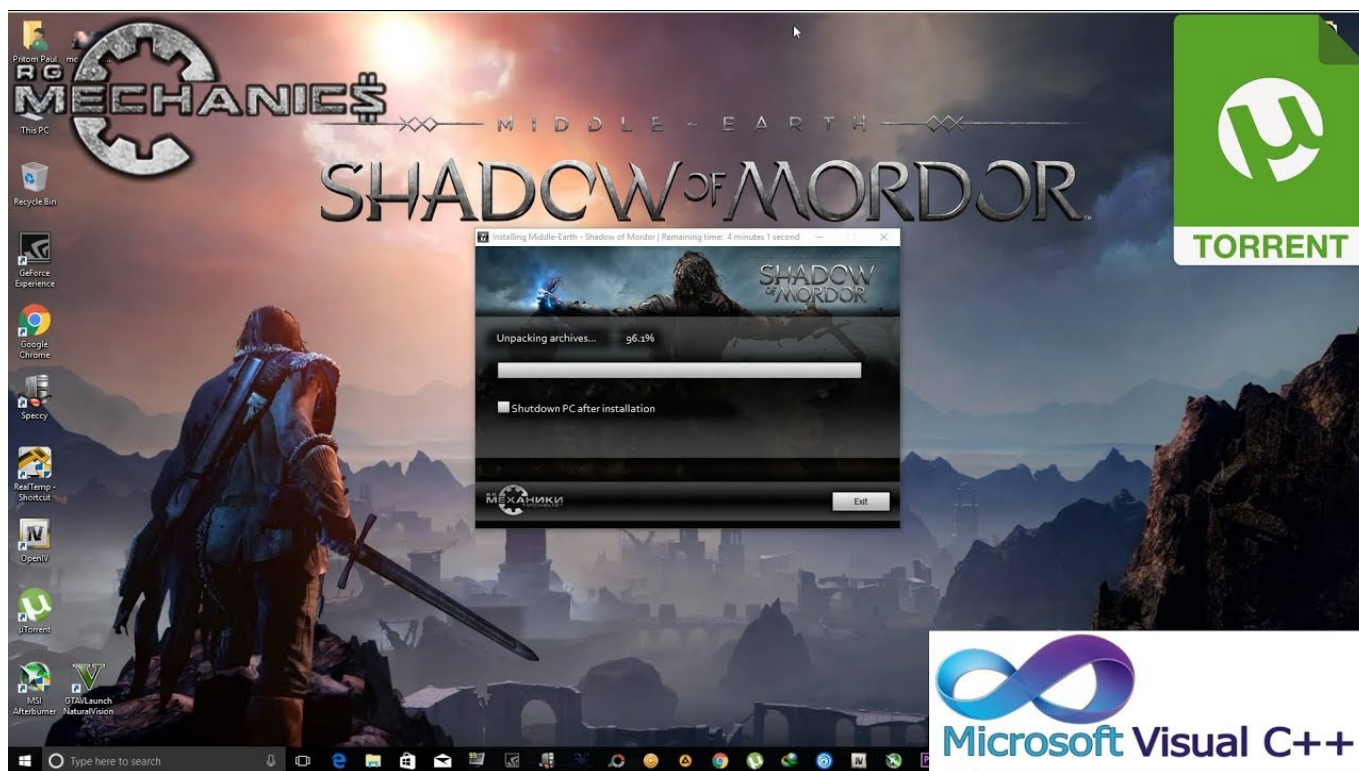 Pritom Paul
RG
MECHANIC$
This PC
Recycle Bin
GeForce
Experience
Google
Chrome
Speccy
RealTemp -
Shortcut
IV
OpenIV
µTorrent
MSI
Afterburner
V
GTAVLaunch
NaturalVision
MIDDLE-EARTH
SHADOW OF MORDOR
TM
Installing Middle-Earth - Shadow of Mordor | Remaining time: 4 minutes 1 second
SHADOW
OF MORDOR
Unpacking archives... 96.1%
Shutdown PC after installation
МЕХАНИКИ
Exit
µ
TORRENT
Microsoft Visual C++
Type here to search